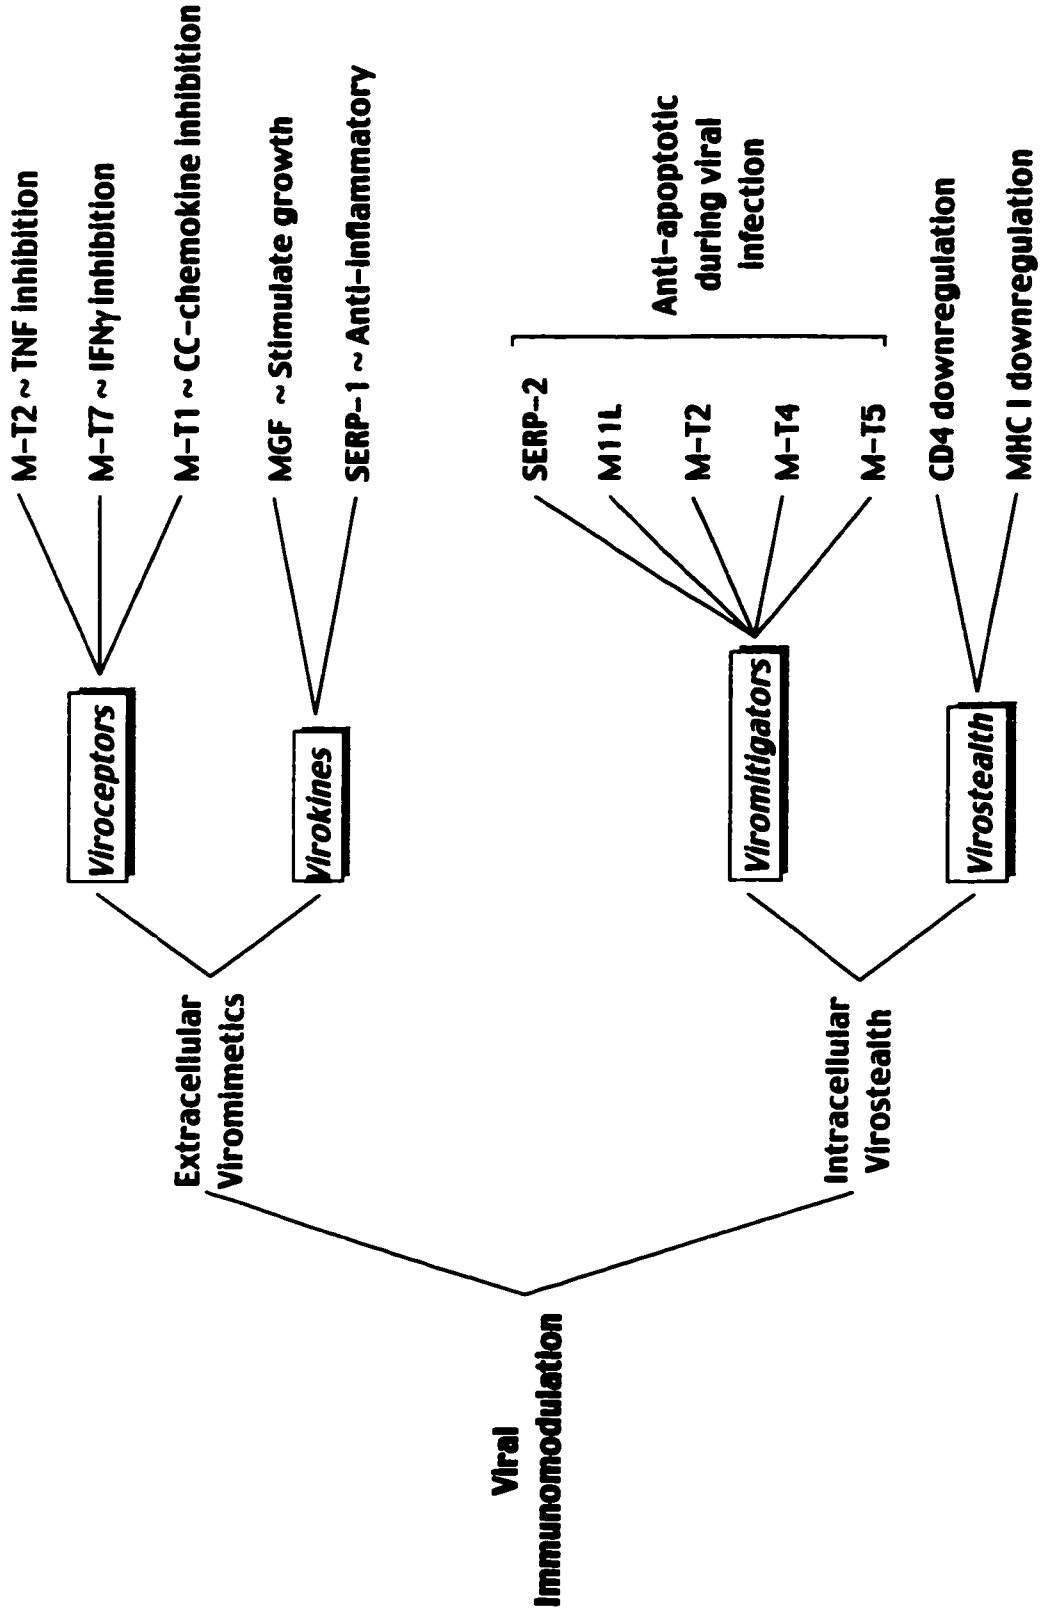 Viral
Immunomodulation
Extracellular
Viromimetics
Viroceptors
M-T2 ~ TNF inhibition
M-T7 ~ IFNγ inhibition
M-T1 ~ CC-chemokine inhibition
Virokines
MGF ~ Stimulate growth
SERP-1 ~ Anti-inflammatory
Intracellular
Virostealth
Viromitigators
SERP-2
M11L
M-T2
M-T4
M-T5
Anti-apoptotic
during viral
infection
Virostealth
CD4 downregulation
MHC I downregulation